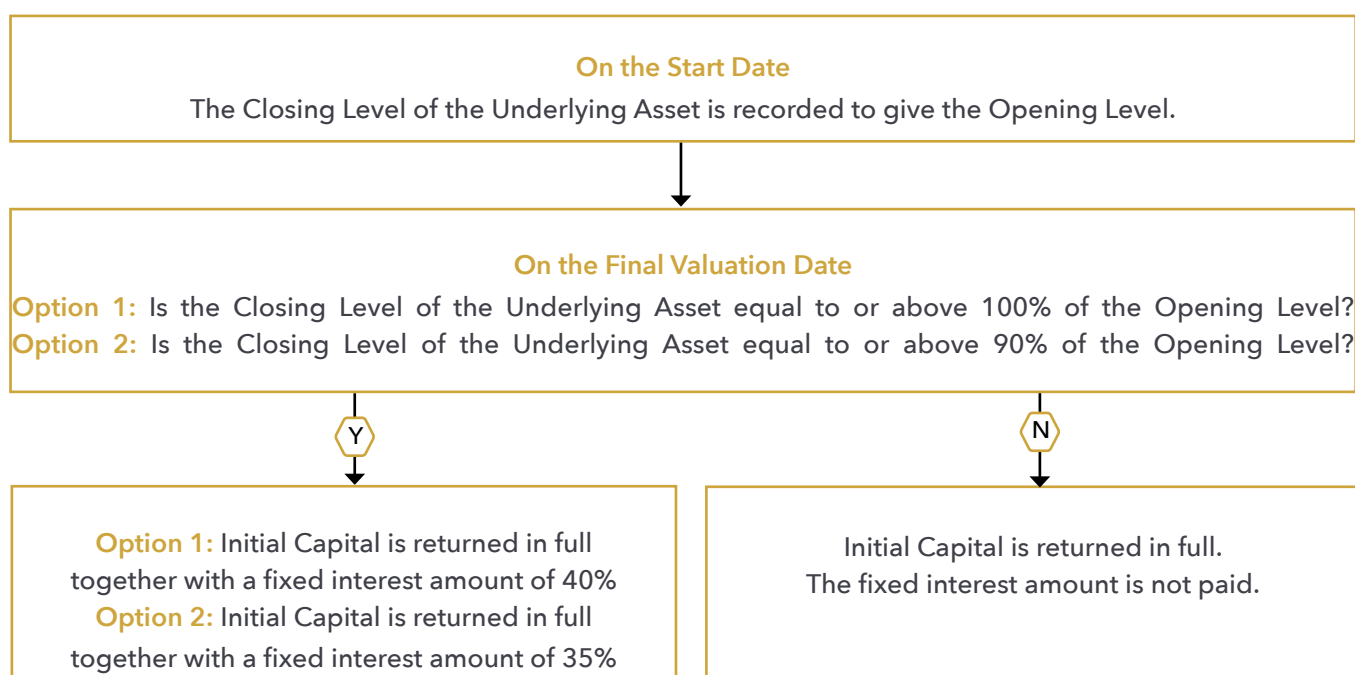 On the Start Date
The Closing Level of the Underlying Asset is recorded to give the Opening Level.
On the Final Valuation Date
Option 1: Is the Closing Level of the Underlying Asset equal to or above 100% of the Opening Level?
Option 2: Is the Closing Level of the Underlying Asset equal to or above 90% of the Opening Level?
Y
N
Option 1: Initial Capital is returned in full
together with a fixed interest amount of 40%
Option 2: Initial Capital is returned in full
together with a fixed interest amount of 35%
Initial Capital is returned in full.
The fixed interest amount is not paid.